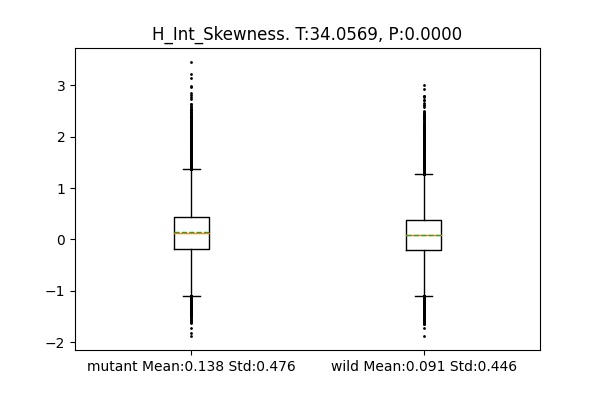 H_Int_Skewness. T:34.0569, P:0.0000
3
2
1
0
−1
−2
mutant Mean:0.138 Std:0.476
wild Mean:0.091 Std:0.446